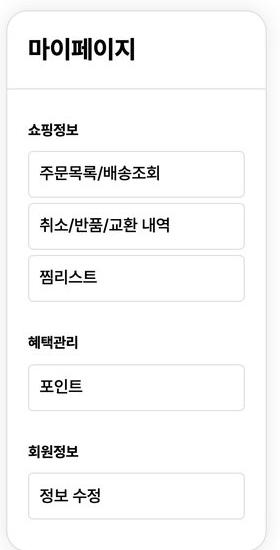 마이페이지
쇼핑정보
주문목록/배송조회
취소/반품/교환 내역
찜리스트
혜택관리
포인트
회원정보
정보 수정